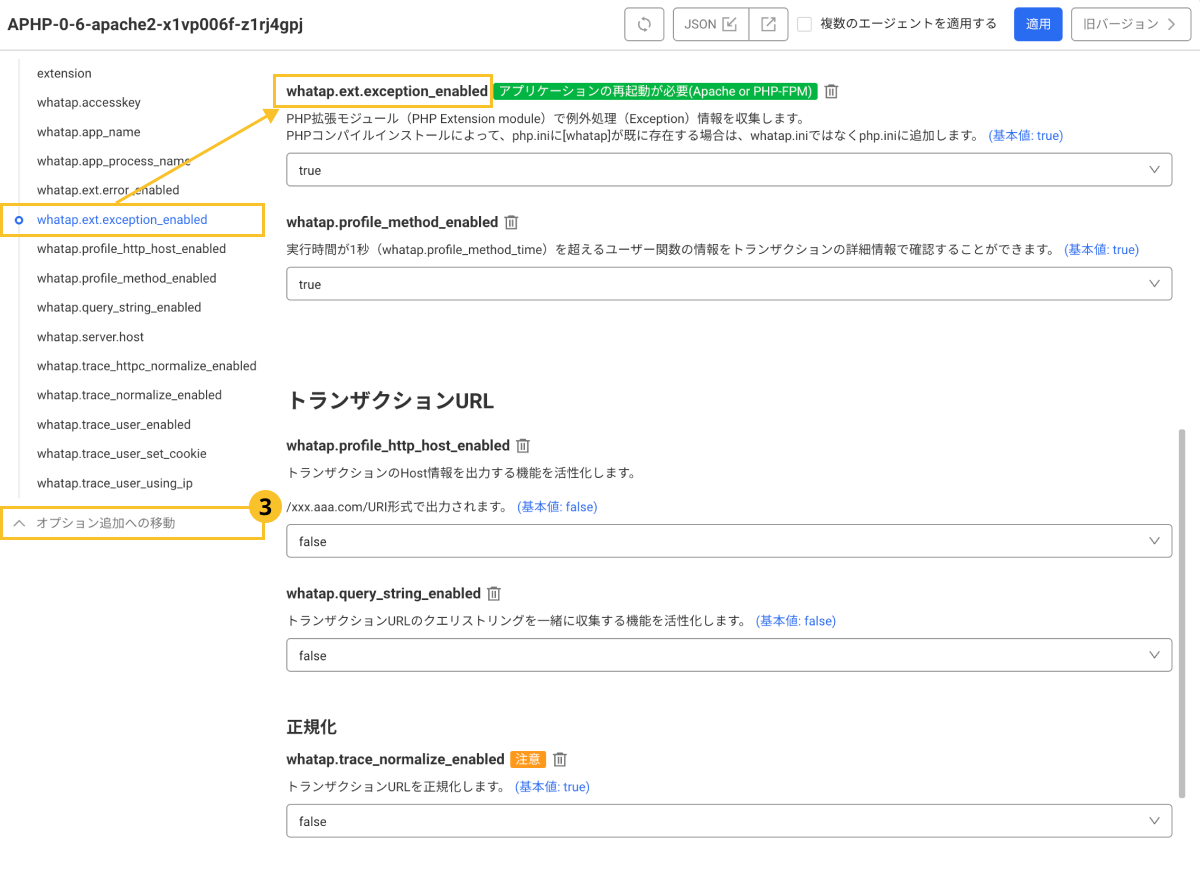 APHP-0-6-apache2-x1vp006f-z1rj4gpj
JSON
複数のエージェントを適用する
適用
旧バージョン
extension
whatap.accesskey
whatap.app_name
whatap.app_process_name
whatap.ext.error_enabled
whatap.ext.exception_enabled
whatap.profile_http_host_enabled
whatap.profile_method_enabled
whatap.query_string_enabled
whatap.server.host
whatap.trace_httpc_normalize_enabled
whatap.trace_normalize_enabled
whatap.trace_user_enabled
whatap.trace_user_set_cookie
whatap.trace_user_using_ip
オプション追加への移動
3
whatap.ext.exception_enabled アプリケーションの再起動が必要(Apache or PHP-FPM)
PHP拡張モジュール（PHP Extension module）で例外処理（Exception）情報を収集します。
PHPコンパイルインストールによって、php.iniに[whatap]が既に存在する場合は、whatap.iniではなくphp.iniに追加します。 (基本値: true)
true
whatap.profile_method_enabled
実行時間が1秒（whatap.profile_method_time）を超えるユーザー関数の情報をトランザクションの詳細情報で確認することができます。 (基本値: true)
true
トランザクションURL
whatap.profile_http_host_enabled
トランザクションのHost情報を出力する機能を活性化します。
/xxx.aaa.com/URI形式で出力されます。 (基本値: false)
false
whatap.query_string_enabled
トランザクションURLのクエリストリングを一緒に収集する機能を活性化します。 (基本値: false)
false
正規化
whatap.trace_normalize_enabled 注意
トランザクションURLを正規化します。 (基本値: true)
false